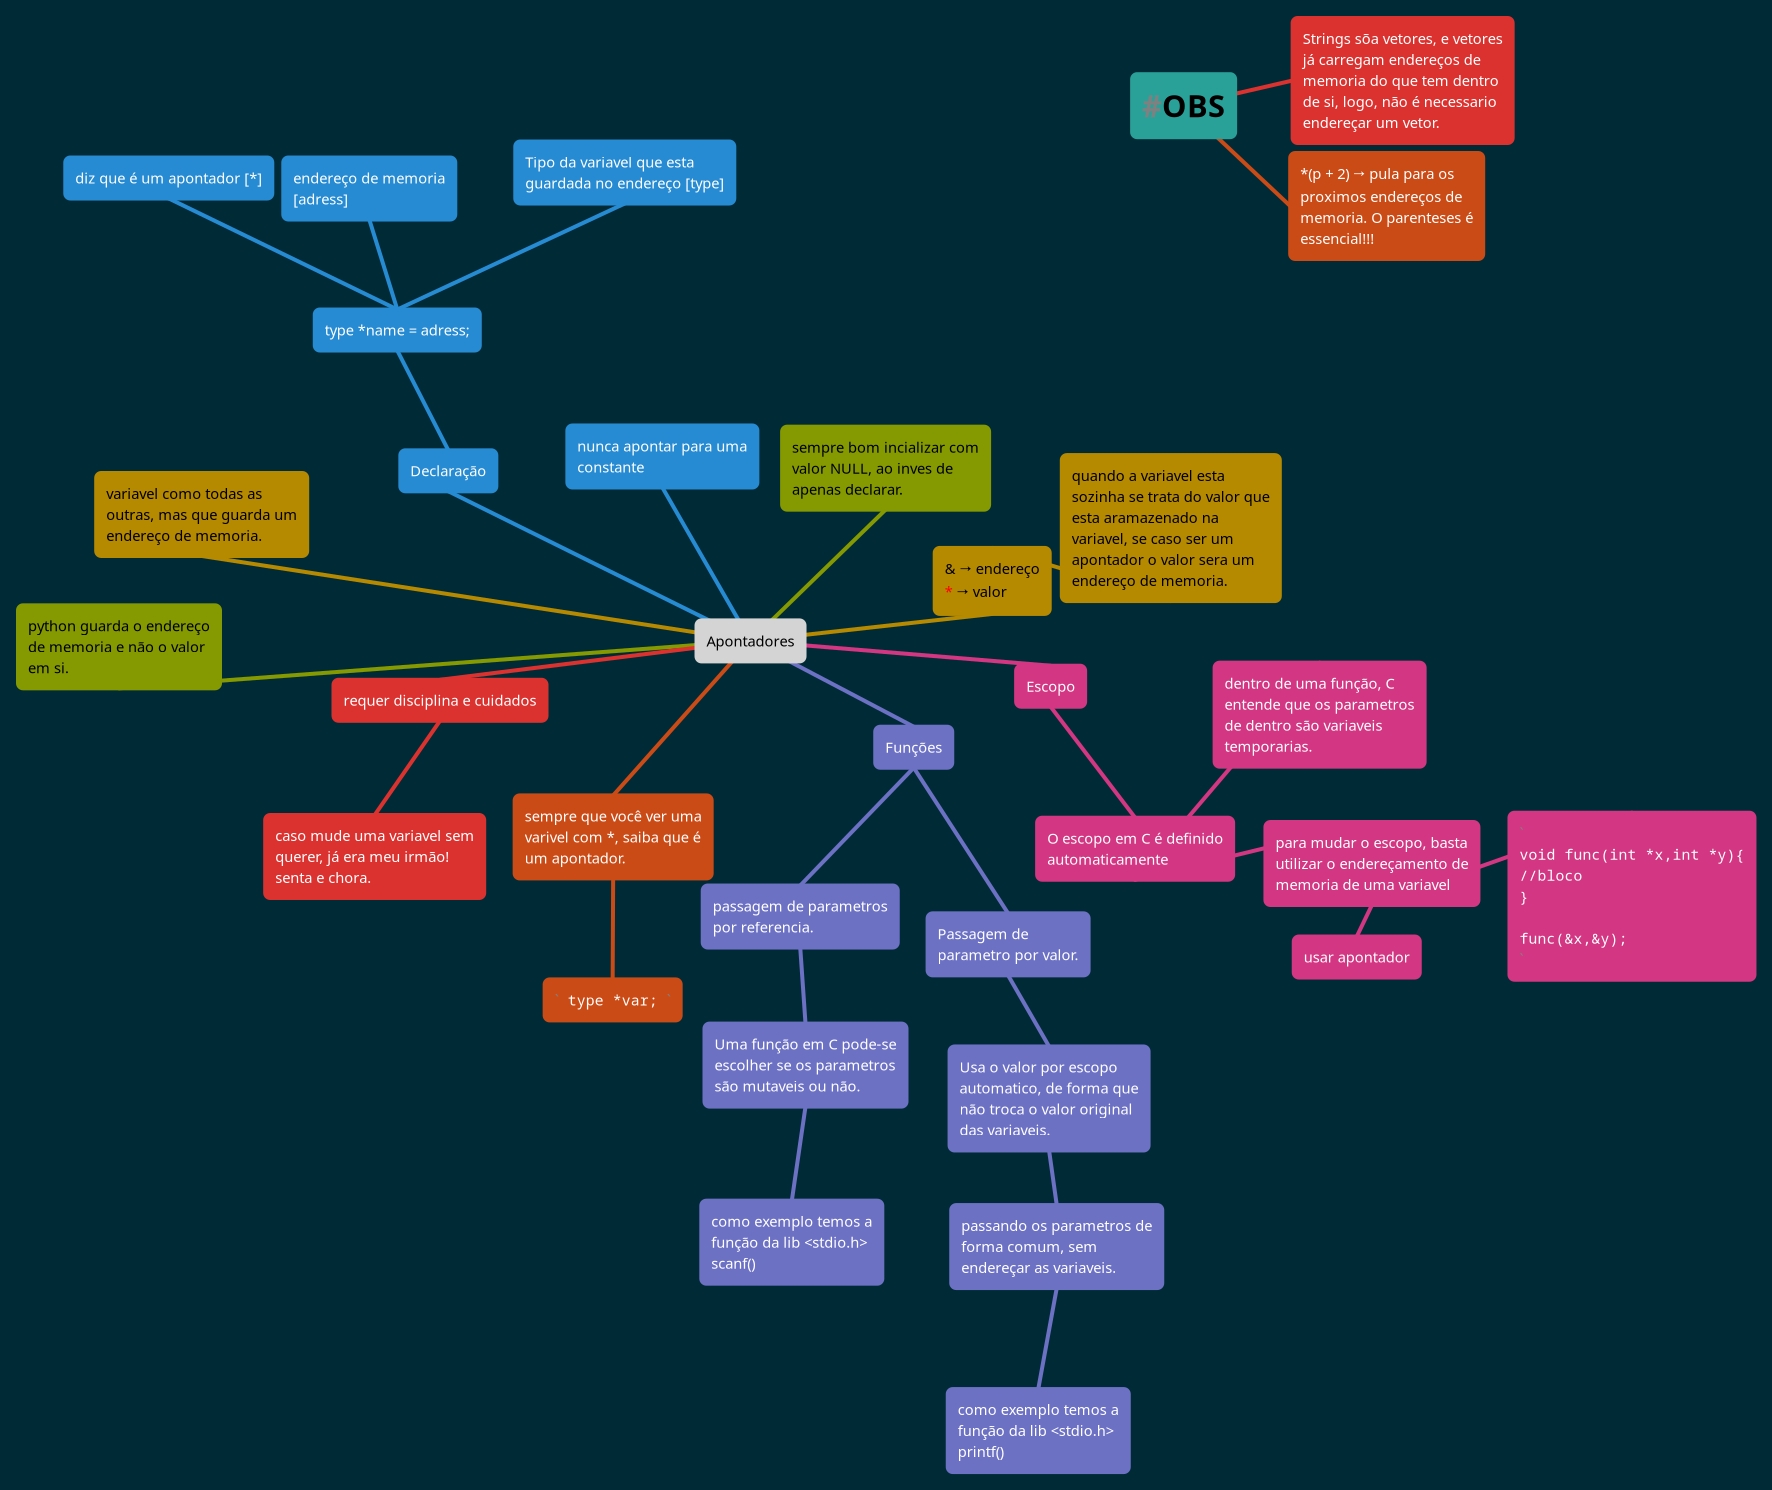 Strings sõa vetores, e vetores
já carregam endereços de
memoria do que tem dentro
de si, logo, não é necessario
endereçar um vetor.
#OBS
*(p + 2) → pula para os
proximos endereços de
memoria. O parenteses é
essencial!!!
diz que é um apontador [*]
endereço de memoria
[adress]
Tipo da variavel que esta
guardada no endereço [type]
type *name = adress;
Declaração
nunca apontar para uma
constante
sempre bom incializar com
valor NULL, ao inves de
apenas declarar.
quando a variavel esta
sozinha se trata do valor que
esta aramazenado na
variavel, se caso ser um
apontador o valor sera um
endereço de memoria.
variavel como todas as
outras, mas que guarda um
endereço de memoria.
& → endereço
* → valor
python guarda o endereço
de memoria e não o valor
em si.
Apontadores
requer disciplina e cuidados
caso mude uma variavel sem
querer, já era meu irmão!
senta e chora.
sempre que você ver uma
varivel com *, saiba que é
um apontador.
` type *var; `
Funções
passagem de parametros
por referencia.
Uma função em C pode-se
escolher se os parametros
são mutaveis ou não.
como exemplo temos a
função da lib <stdio.h>
scanf()
Passagem de
parametro por valor.
Usa o valor por escopo
automatico, de forma que
não troca o valor original
das variaveis.
passando os parametros de
forma comum, sem
endereçar as variaveis.
como exemplo temos a
função da lib <stdio.h>
printf()
Escopo
dentro de uma função, C
entende que os parametros
de dentro são variaveis
temporarias.
O escopo em C é definido
automaticamente
para mudar o escopo, basta
utilizar o endereçamento de
memoria de uma variavel
usar apontador
`
void func(int *x,int *y){
//bloco
}
func(&x,&y);
`